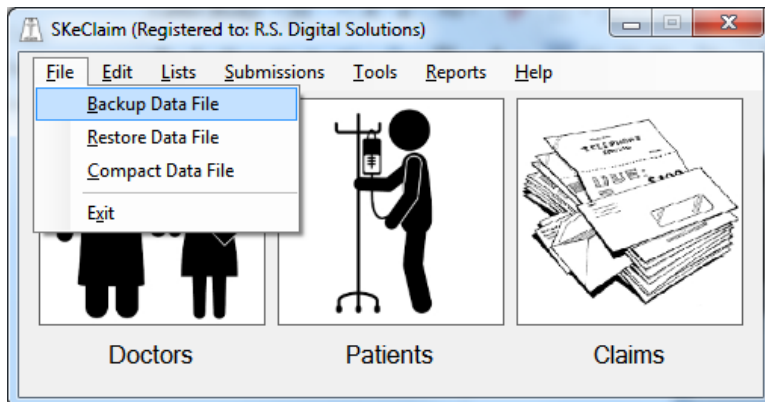 SKeClaim (Registered to: R.S. Digital Solutions)
File Edit Lists Submissions Tools Reports Help
Backup Data File
Restore Data File
Compact Data File
Exit
TELEPHONE
Doctors Patients Claims